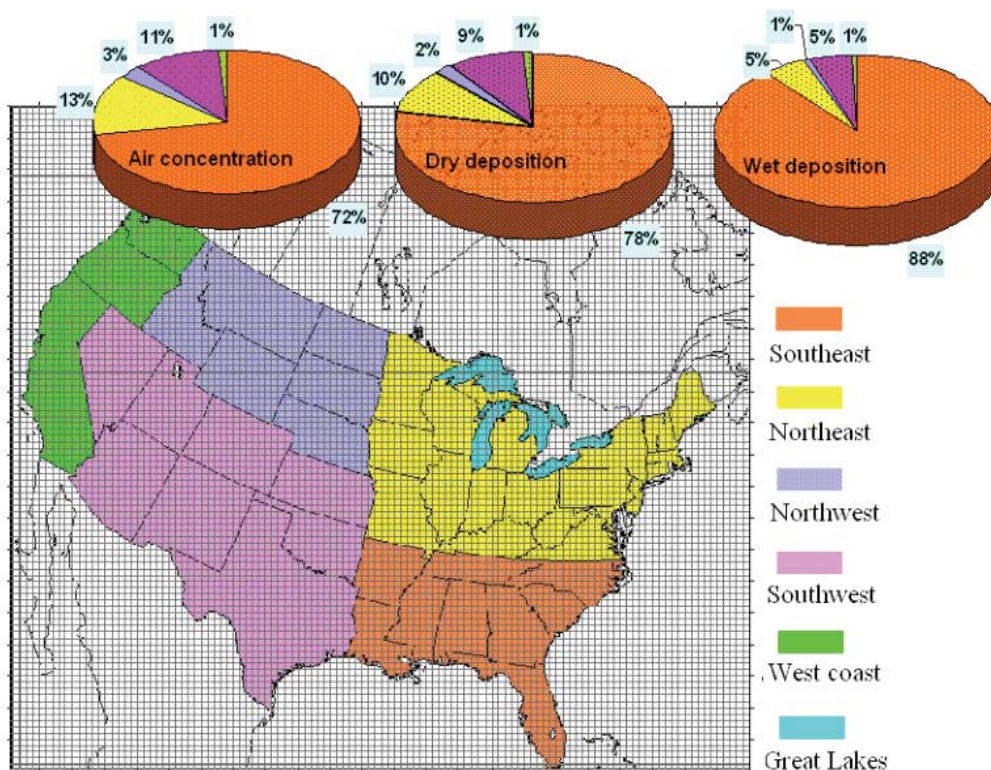 11% 1%
3%
13%
Air concentration
72%
9% 1%
2%
10%
Dry deposition
78%
1%
5% 1%
5%
Wet deposition
88%
Southeast
Northeast
Northwest
Southwest
West coast
Great Lakes